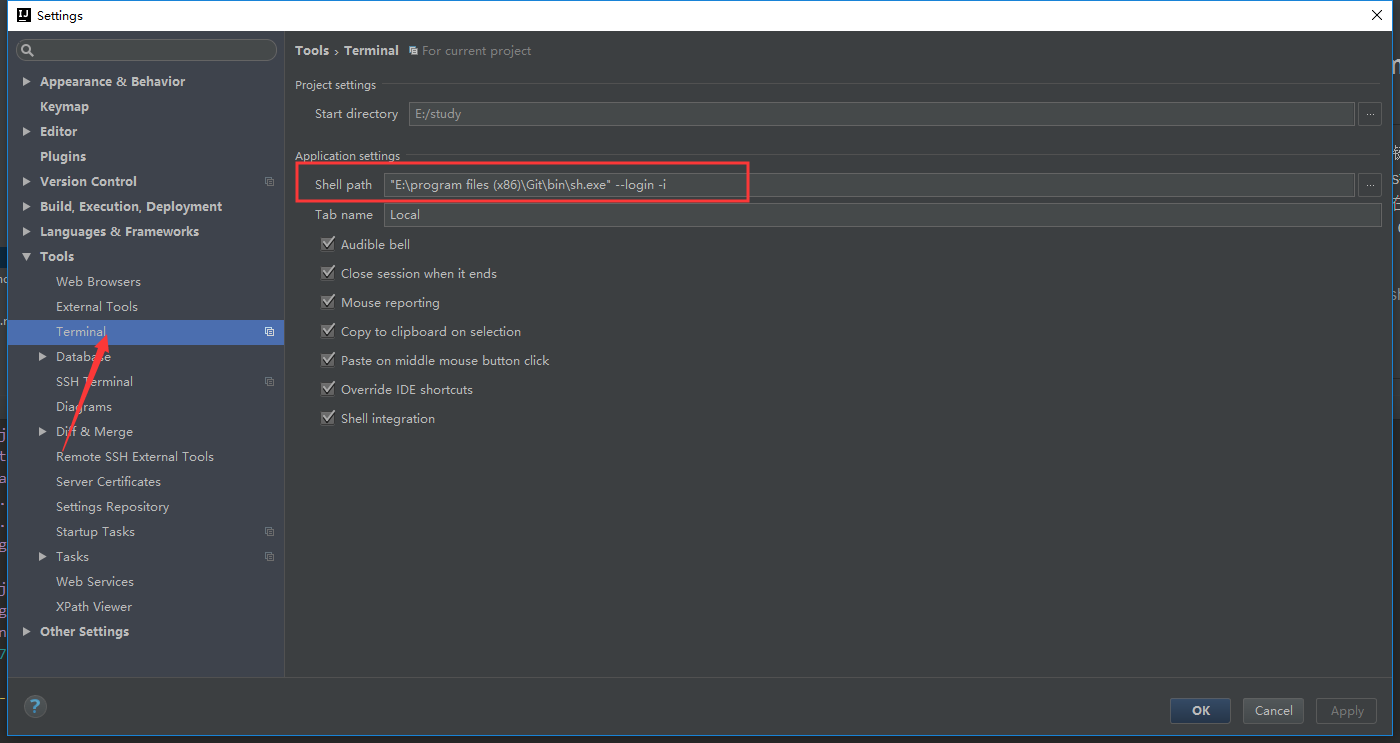 Settings
Tools › Terminal For current project
Appearance & Behavior
Keymap
Editor
Plugins
Version Control
Build, Execution, Deployment
Languages & Frameworks
Tools
Web Browsers
External Tools
Terminal
Database
SSH Terminal
Diagrams
Diff & Merge
Remote SSH External Tools
Server Certificates
Settings Repository
Startup Tasks
Tasks
Web Services
XPath Viewer
Other Settings
Project settings
Start directory E:/study ...
Application settings
Shell path "E:\program files (x86)\Git\bin\sh.exe" --login -i ...
Tab name Local
Audible bell
Close session when it ends
Mouse reporting
Copy to clipboard on selection
Paste on middle mouse button click
Override IDE shortcuts
Shell integration
?
OK Cancel Apply